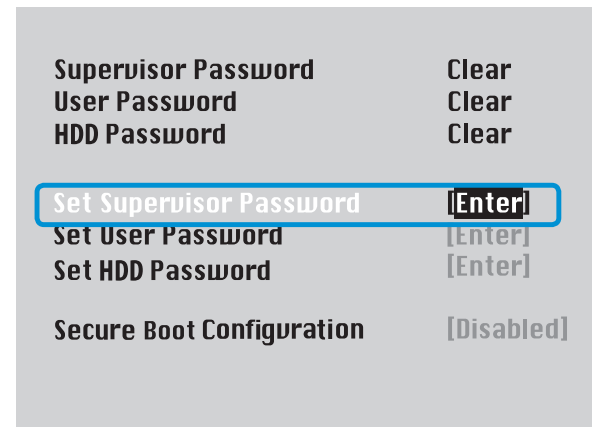 Supervisor Password Clear
User Password Clear
HDD Password Clear
Set Supervisor Password [Enter]
Set User Password [Enter]
Set HDD Password [Enter]
Secure Boot Configuration [Disabled]